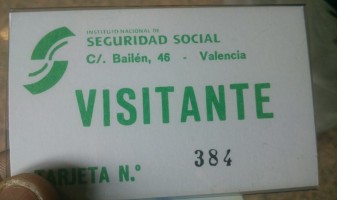 INSTITUTO NACIONAL DE
SEGURIDAD SOCIAL
C/. Bailén, 46 - Valencia
VISITANTE
TARJETA N.° 384